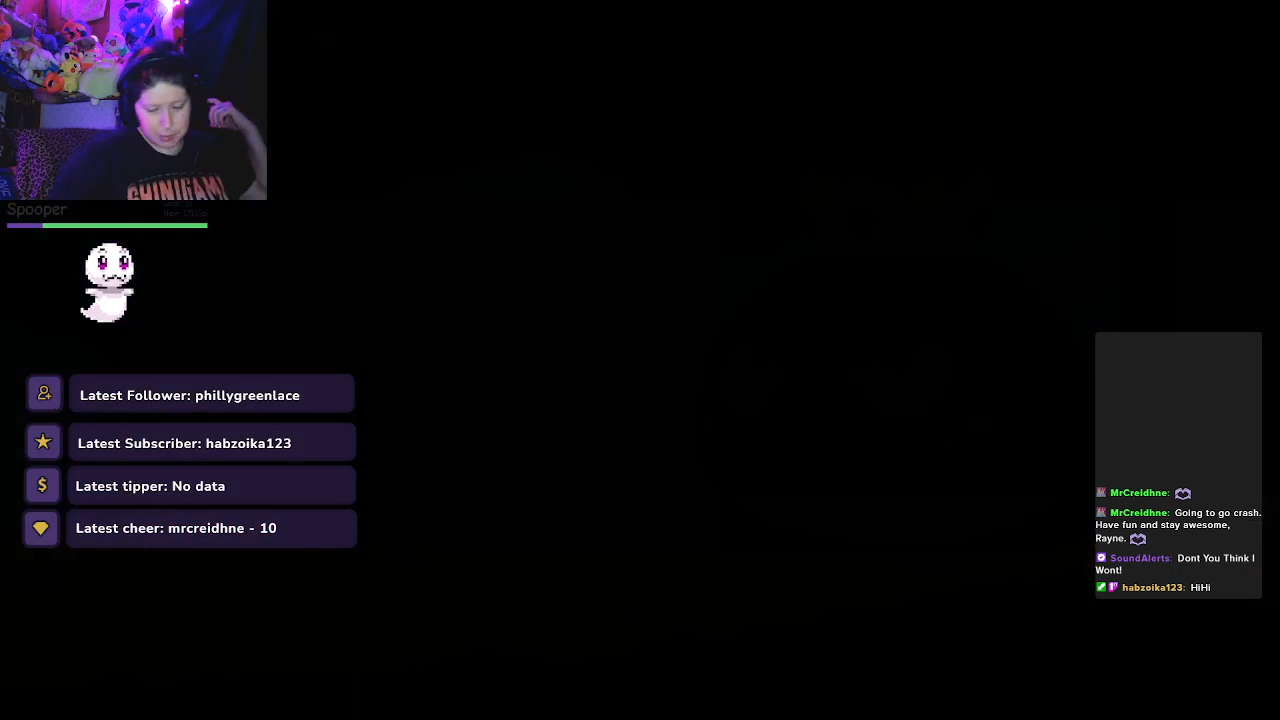 SHINIGAMI
Spooper
Latest Follower: phillygreenlace
Latest Subscriber: habzoika123
Latest tipper: No data
Latest cheer: mrcreidhne - 10
MrCreIdhne:
MrCreIdhne: Going to go crash.
Have fun and stay awesome,
Rayne.
SoundAlerts: Dont You Think I
Wont!
habzoika123: HiHi